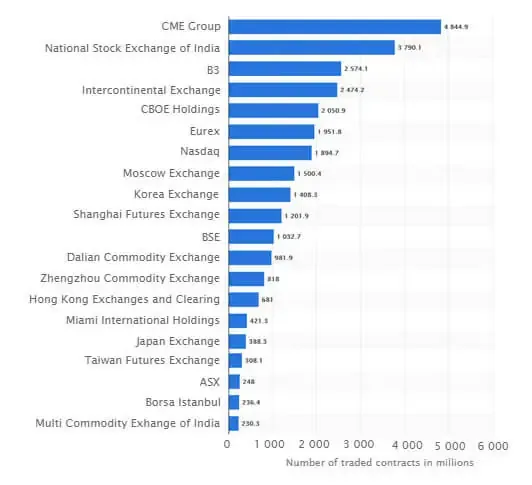 CME Group 4 844.9
National Stock Exchange of India 3 790.1
B3 2 574.1
Intercontinental Exchange 2 474.2
CBOE Holdings 2 050.9
Eurex 1 951.8
Nasdaq 1 894.7
Moscow Exchange 1 500.4
Korea Exchange 1 408.3
Shanghai Futures Exchange 1 201.9
BSE 1 032.7
Dalian Commodity Exchange 981.9
Zhengzhou Commodity Exchange 818
Hong Kong Exchanges and Clearing 681
Miami International Holdings 421.3
Japan Exchange 388.3
Taiwan Futures Exchange 308.1
ASX 248
Borsa Istanbul 236.4
Multi Commodity Exhange of India 230.3
0 1 000 2 000 3 000 4 000 5 000 6 000
Number of traded contracts in millions